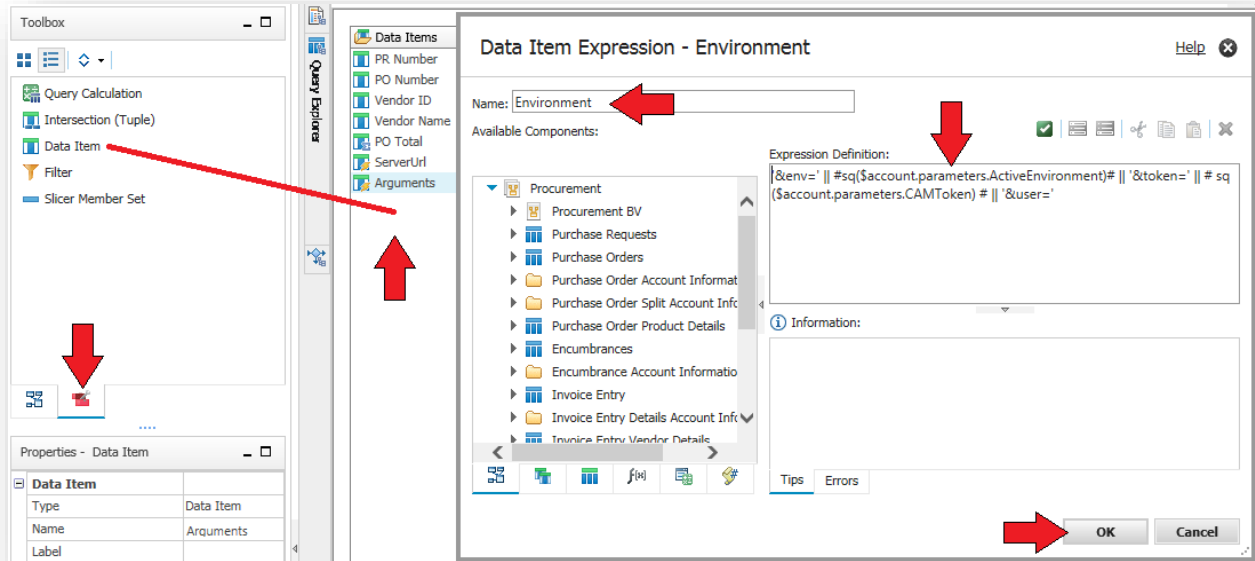 Toolbox
Query Calculation
Intersection (Tuple)
Data Item
Filter
Slicer Member Set
Properties - Data Item
Data Item
Type Data Item
Name Arguments
Label
Query Explorer
Data Items
PR Number
PO Number
Vendor ID
Vendor Name
PO Total
ServerUrl
Arguments
Data Item Expression - Environment
Help
Name: Environment
Available Components:
Procurement
Procurement BV
Purchase Requests
Purchase Orders
Purchase Order Account Informat
Purchase Order Split Account Info
Purchase Order Product Details
Encumbrances
Encumbrance Account Informatio
Invoice Entry
Invoice Entry Details Account Info
Invoice Entry Vendor Details
f(x)
Expression Definition:
'&env=' || #sq($account.parameters.ActiveEnvironment)# || '&token=' || # sq
($account.parameters.CAMToken) # || '&user='
Information:
Tips Errors
OK Cancel